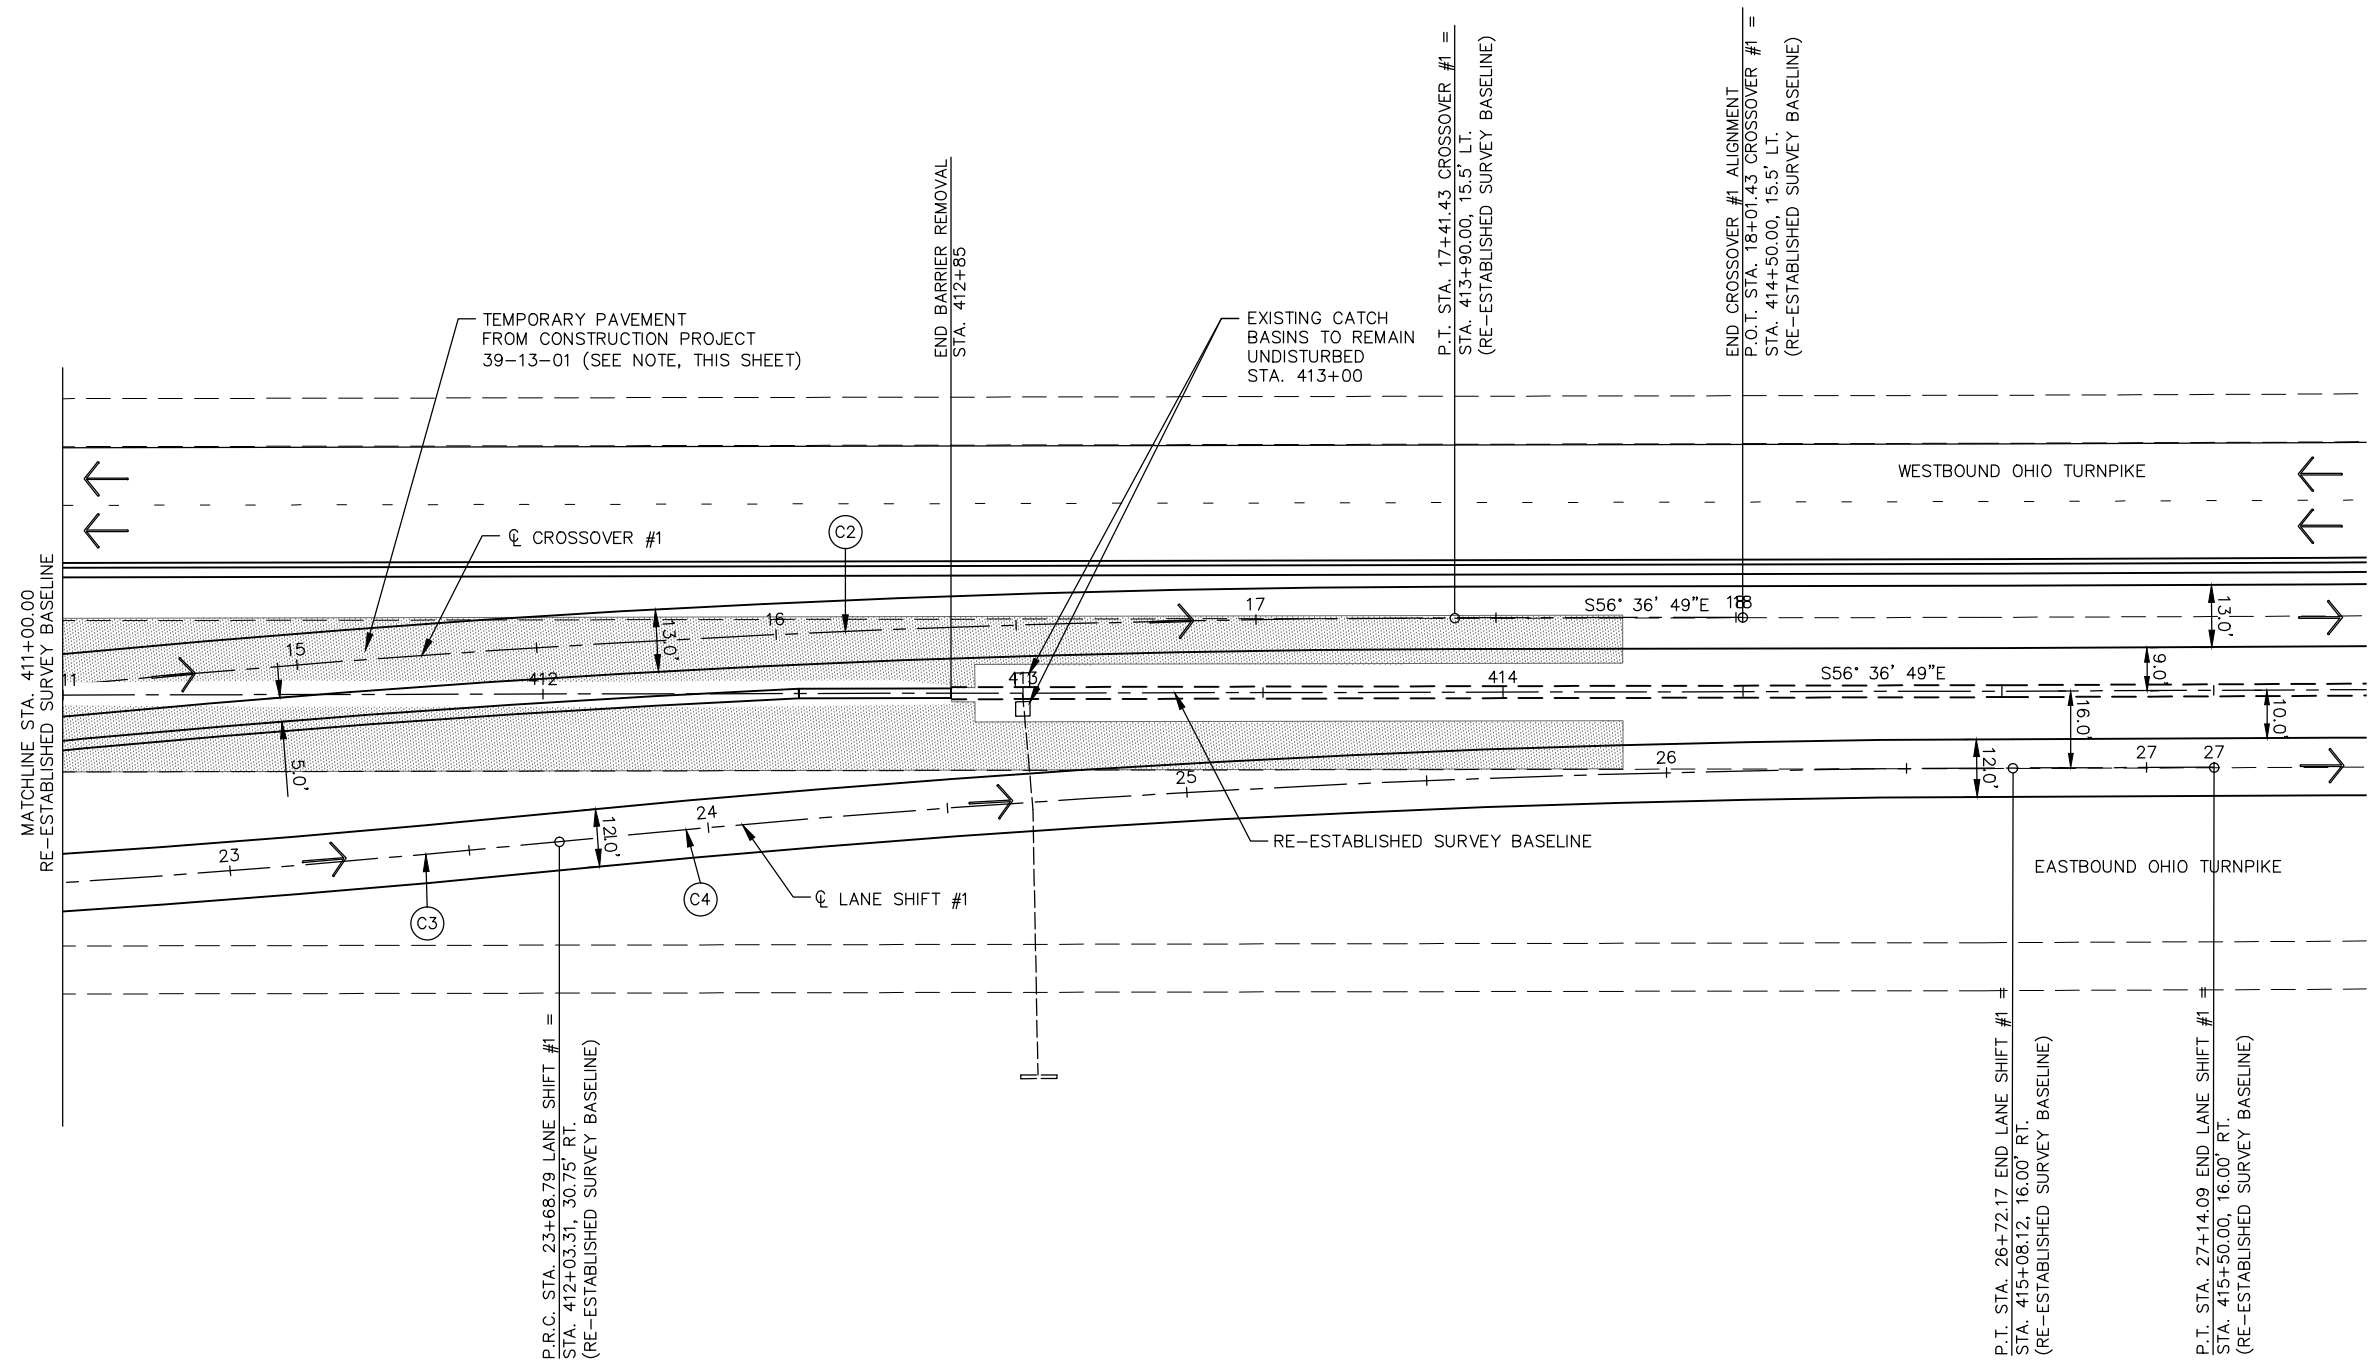 P.T. STA. 17+41.43 CROSSOVER #1 =
STA. 413+90.00, 15.5' LT.
(RE-ESTABLISHED SURVEY BASELINE)
END CROSSOVER #1 ALIGNMENT
P.O.T. STA. 18+01.43 CROSSOVER #1 =
STA. 414+50.00, 15.5' LT.
(RE-ESTABLISHED SURVEY BASELINE)
END BARRIER REMOVAL
STA. 412+85
TEMPORARY PAVEMENT
FROM CONSTRUCTION PROJECT
39-13-01 (SEE NOTE, THIS SHEET)
EXISTING CATCH
BASINS TO REMAIN
UNDISTURBED
STA. 413+00
WESTBOUND OHIO TURNPIKE
℄ CROSSOVER #1
C2
MATCHLINE STA. 411+00.00
RE-ESTABLISHED SURVEY BASELINE
15
16
17
S56° 36' 49"E
18
13.0'
13.0'
11
412
413
414
S56° 36' 49"E
9.0'
16.0'
10.0'
5.0'
12.0'
23
24
25
26
27
27
12.0'
C3
C4
℄ LANE SHIFT #1
RE-ESTABLISHED SURVEY BASELINE
EASTBOUND OHIO TURNPIKE
P.R.C. STA. 23+68.79 LANE SHIFT #1 =
STA. 412+03.31, 30.75' RT.
(RE-ESTABLISHED SURVEY BASELINE)
P.T. STA. 26+72.17 END LANE SHIFT #1 =
STA. 415+08.12, 16.00' RT.
(RE-ESTABLISHED SURVEY BASELINE)
P.T. STA. 27+14.09 END LANE SHIFT #1 =
STA. 415+50.00, 16.00' RT.
(RE-ESTABLISHED SURVEY BASELINE)